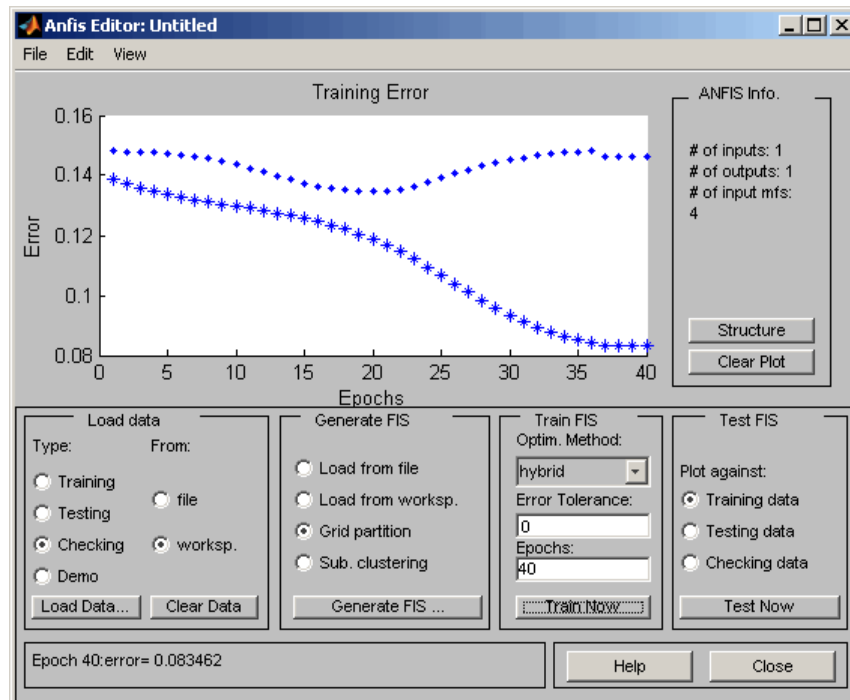 Anfis Editor: Untitled
File Edit View
Training Error
0.16
0.14
0.12
0.1
0.08
Error
0 5 10 15 20 25 30 35 40
Epochs
ANFIS Info.
# of inputs: 1
# of outputs: 1
# of input mfs:
4
Structure
Clear Plot
Load data
Type: From:
Training
Testing
Checking
Demo
file
worksp.
Load Data... Clear Data
Generate FIS
Load from file
Load from worksp.
Grid partition
Sub. clustering
Generate FIS ...
Train FIS
Optim. Method:
hybrid
Error Tolerance:
0
Epochs:
40
Train Now
Test FIS
Plot against:
Training data
Testing data
Checking data
Test Now
Epoch 40:error= 0.083462
Help Close